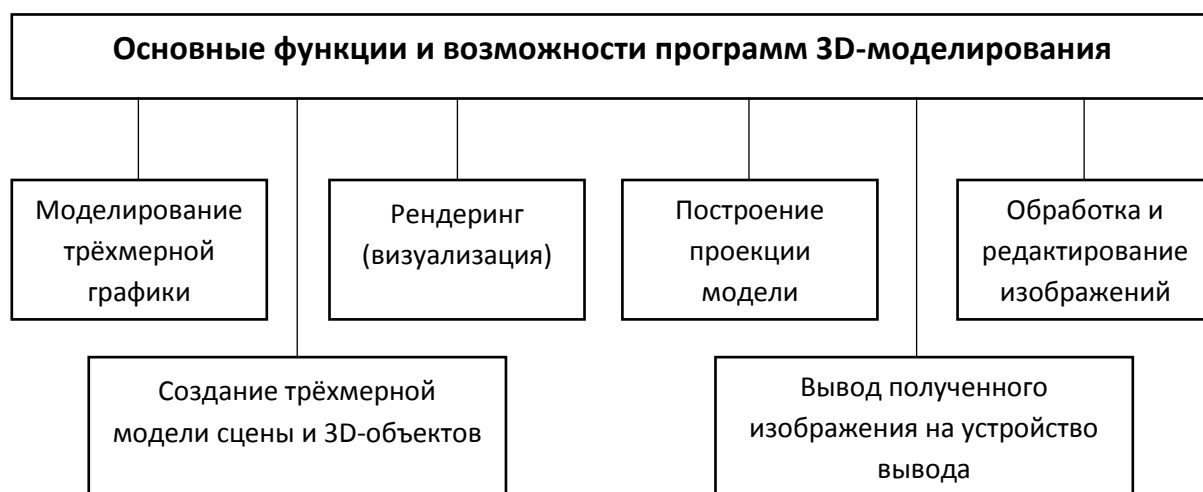 Основные функции и возможности программ 3D-моделирования
Моделирование
трёхмерной
графики
Рендеринг
(визуализация)
Построение
проекции
модели
Обработка и
редактирование
изображений
Создание трёхмерной
модели сцены и 3D-объектов
Вывод полученного
изображения на устройство
вывода